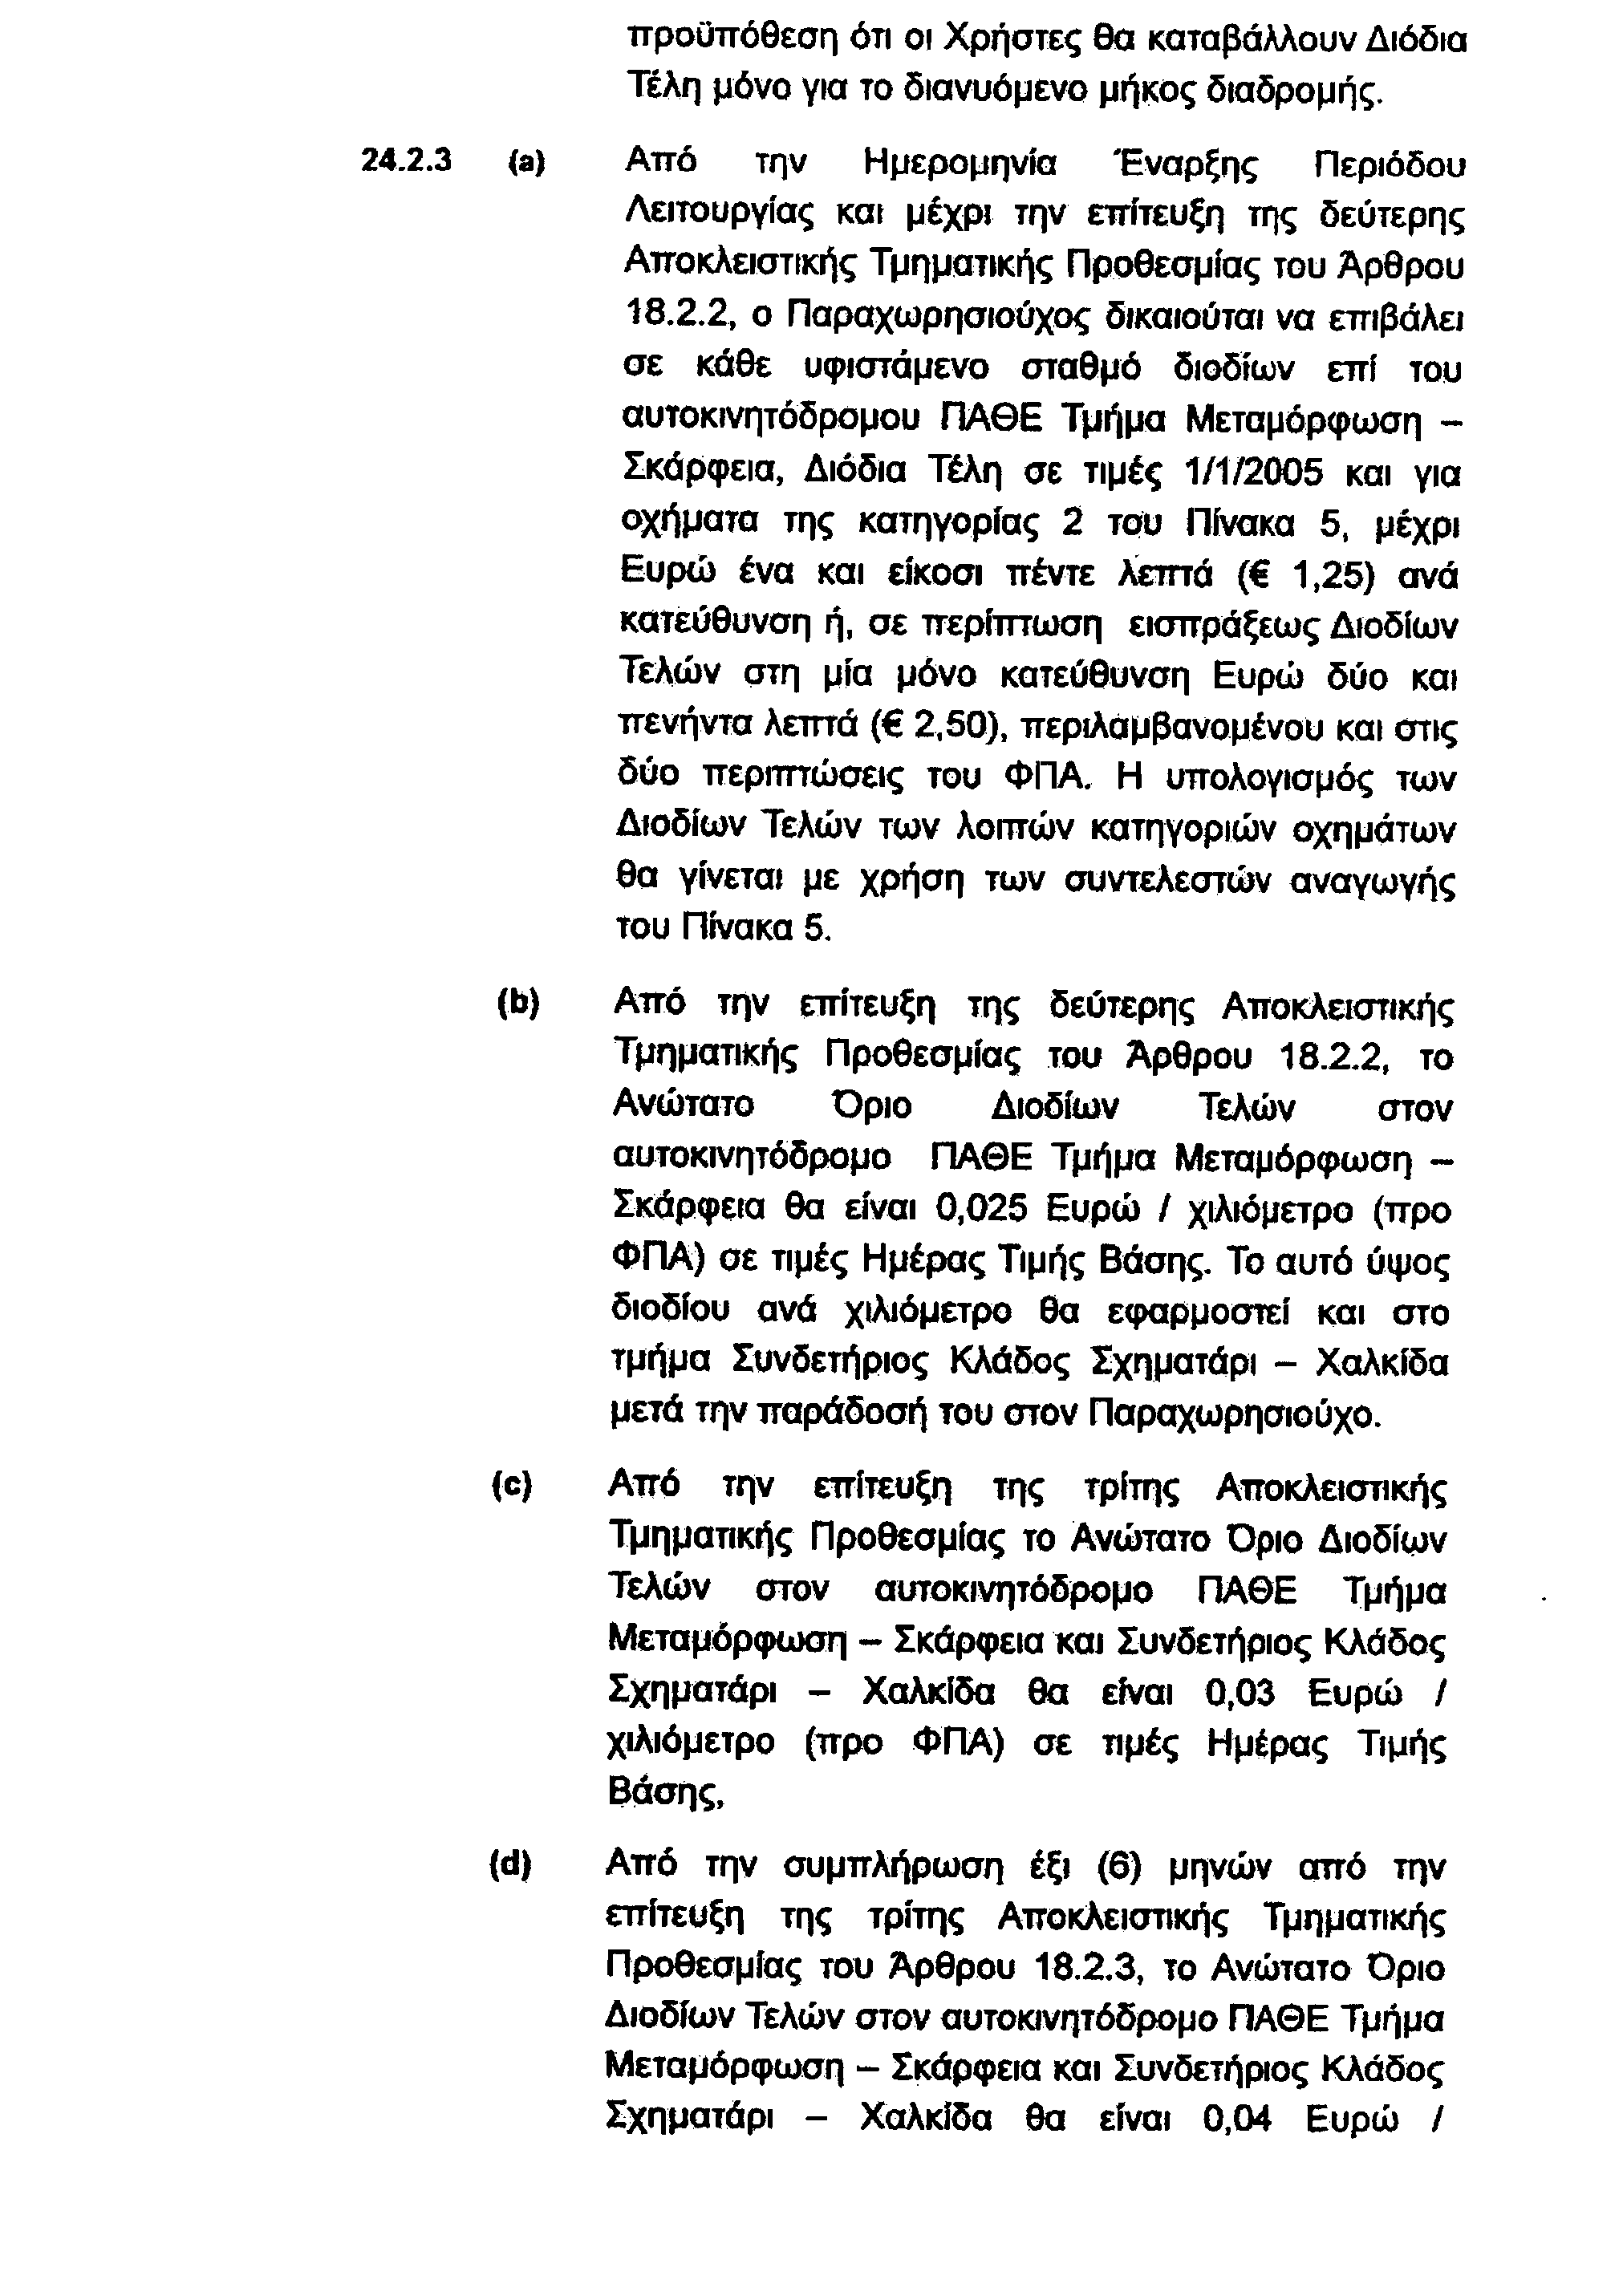 προϋπόθεση ότι οι Χρήστες θα καταβάλλουν Διόδια
Τέλη μόνο για το διανυόμενο μήκος διαδρομής.
24.2.3 (a) Από την Ημερομηνία Έναρξης Περιόδου
Λειτουργίας και μέχρι την επίτευξη της δεύτερης
Αποκλειστικής Τμηματικής Προθεσμίας του Άρθρου
18.2.2, ο Παραχωρησιούχος δικαιούται να επιβάλει
σε κάθε υφιστάμενο σταθμό διοδίων επί του
αυτοκινητόδρομου ΠΑΘΕ Τμήμα Μεταμόρφωση –
Σκάρφεια, Διόδια Τέλη σε τιμές 1/1/2005 και για
οχήματα της κατηγορίας 2 του Πίνακα 5, μέχρι
Ευρώ ένα και είκοσι πέντε λεπτά (€ 1,25) ανά
κατεύθυνση ή, σε περίπτωση εισπράξεως Διοδίων
Τελών στη μία μόνο κατεύθυνση Ευρώ δύο και
πενήντα λεπτά (€ 2,50), περιλαμβανομένου και στις
δύο περιπτώσεις του ΦΠΑ. Η υπολογισμός των
Διοδίων Τελών των λοιπών κατηγοριών οχημάτων
θα γίνεται με χρήση των συντελεστών αναγωγής
του Πίνακα 5.
(b) Από την επίτευξη της δεύτερης Αποκλειστικής
Τμηματικής Προθεσμίας του Άρθρου 18.2.2, το
Ανώτατο Όριο Διοδίων Τελών στον
αυτοκινητόδρομο ΠΑΘΕ Τμήμα Μεταμόρφωση –
Σκάρφεια θα είναι 0,025 Ευρώ / χιλιόμετρο (προ
ΦΠΑ) σε τιμές Ημέρας Τιμής Βάσης. Το αυτό ύψος
διοδίου ανά χιλιόμετρο θα εφαρμοστεί και στο
τμήμα Συνδετήριος Κλάδος Σχηματάρι – Χαλκίδα
μετά την παράδοσή του στον Παραχωρησιούχο.
(c) Από την επίτευξη της τρίτης Αποκλειστικής
Τμηματικής Προθεσμίας το Ανώτατο Όριο Διοδίων
Τελών στον αυτοκινητόδρομο ΠΑΘΕ Τμήμα
Μεταμόρφωση – Σκάρφεια και Συνδετήριος Κλάδος
Σχηματάρι – Χαλκίδα θα είναι 0,03 Ευρώ /
χιλιόμετρο (προ ΦΠΑ) σε τιμές Ημέρας Τιμής
Βάσης,
(d) Από την συμπλήρωση έξι (6) μηνών από την
επίτευξη της τρίτης Αποκλειστικής Τμηματικής
Προθεσμίας του Άρθρου 18.2.3, το Ανώτατο Όριο
Διοδίων Τελών στον αυτοκινητόδρομο ΠΑΘΕ Τμήμα
Μεταμόρφωση – Σκάρφεια και Συνδετήριος Κλάδος
Σχηματάρι – Χαλκίδα θα είναι 0,04 Ευρώ /